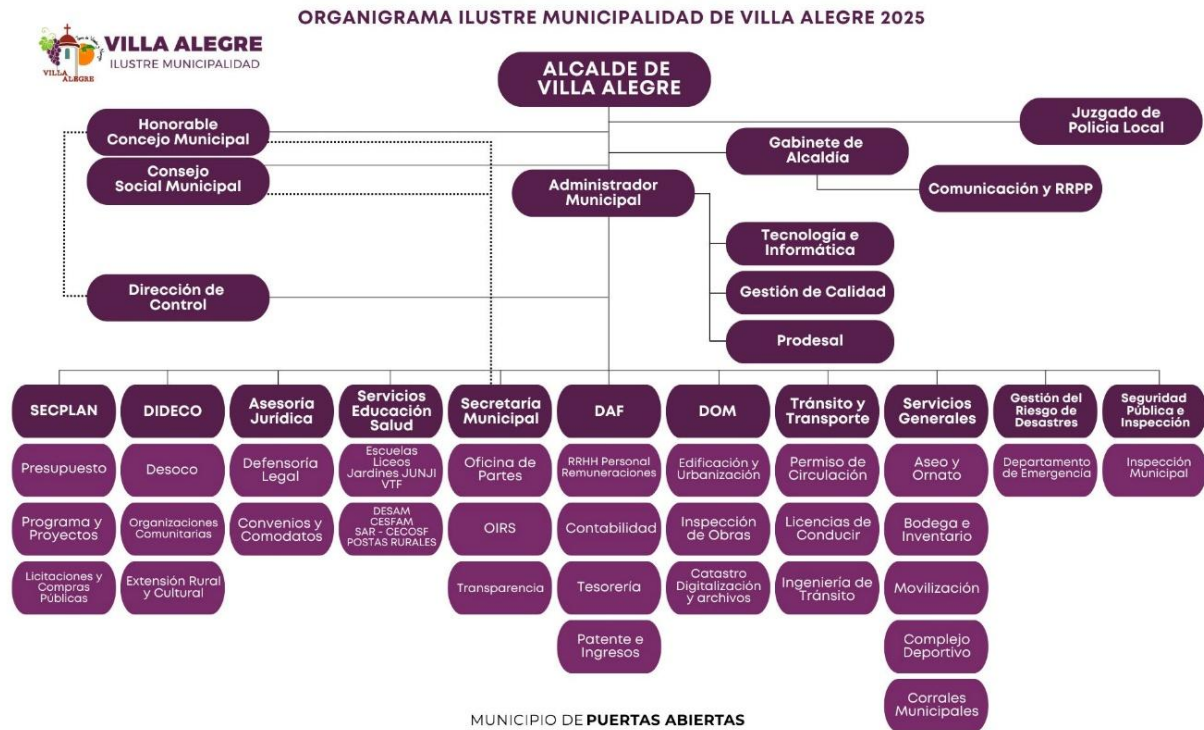 ORGANIGRAMA ILUSTRE MUNICIPALIDAD DE VILLA ALEGRE 2025
VILLA ALEGRE
ILUSTRE MUNICIPALIDAD
VILLA
ALEGRE
ALCALDE DE
VILLA ALEGRE
Honorable
Concejo Municipal
Juzgado de
Policía Local
Gabinete de
Alcaldía
Consejo
Social Municipal
Administrador
Municipal
Comunicación y RRPP
Tecnología e
Informática
Dirección de
Control
Gestión de Calidad
Prodesal
SECPLAN
Presupuesto
Programa y
Proyectos
Licitaciones y
Compras
Públicas
DIDECO
Desoco
Organizaciones
Comunitarias
Extensión Rural
y Cultural
Asesoría
Jurídica
Defensoría
Legal
Convenios y
Comodatos
Servicios
Educación
Salud
Escuelas
Liceos
Jardines JUNJI
VTF
DESAM
CESFAM
SAR - CECOSF
POSTAS RURALES
Secretaría
Municipal
Oficina de
Partes
OIRS
Transparencia
DAF
RRHH Personal
Remuneraciones
Contabilidad
Tesorería
Patente e
Ingresos
DOM
Edificación y
Urbanización
Inspección
de Obras
Catastro
Digitalización
y archivos
Tránsito y
Transporte
Permiso de
Circulación
Licencias de
Conducir
Ingeniería de
Tránsito
Servicios
Generales
Aseo y
Ornato
Bodega e
Inventario
Movilización
Complejo
Deportivo
Corrales
Municipales
Gestión del
Riesgo de
Desastres
Departamento
de Emergencia
Seguridad
Pública e
Inspección
Inspección
Municipal
MUNICIPIO DE PUERTAS ABIERTAS